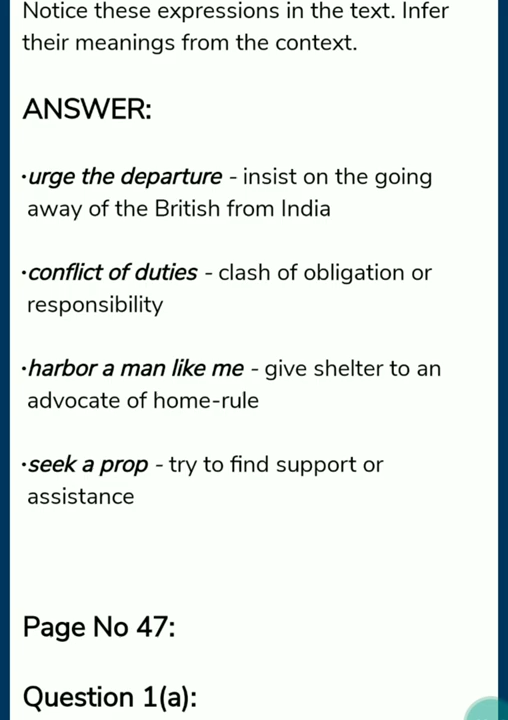 Notice these expressions in the text. Infer
their meanings from the context.
ANSWER:
·urge the departure - insist on the going
away of the British from India
·conflict of duties - clash of obligation or
responsibility
·harbor a man like me - give shelter to an
advocate of home-rule
·seek a prop - try to find support or
assistance
Page No 47:
Question 1(a):